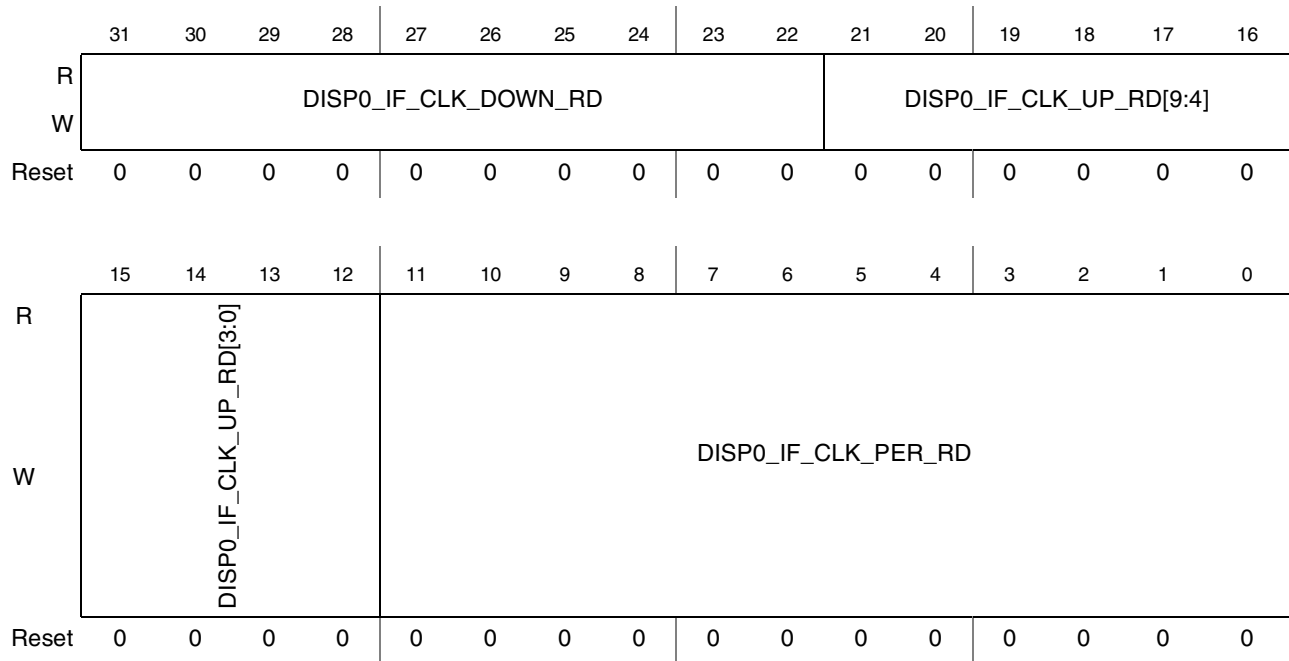 31 30 29 28 27 26 25 24 23 22 21 20 19 18 17 16
R
DISP0_IF_CLK_DOWN_RD DISP0_IF_CLK_UP_RD[9:4]
W
Reset 0 0 0 0 0 0 0 0 0 0 0 0 0 0 0 0
15 14 13 12 11 10 9 8 7 6 5 4 3 2 1 0
R
DISP0_IF_CLK_UP_RD[3:0]
DISP0_IF_CLK_PER_RD
W
Reset 0 0 0 0 0 0 0 0 0 0 0 0 0 0 0 0